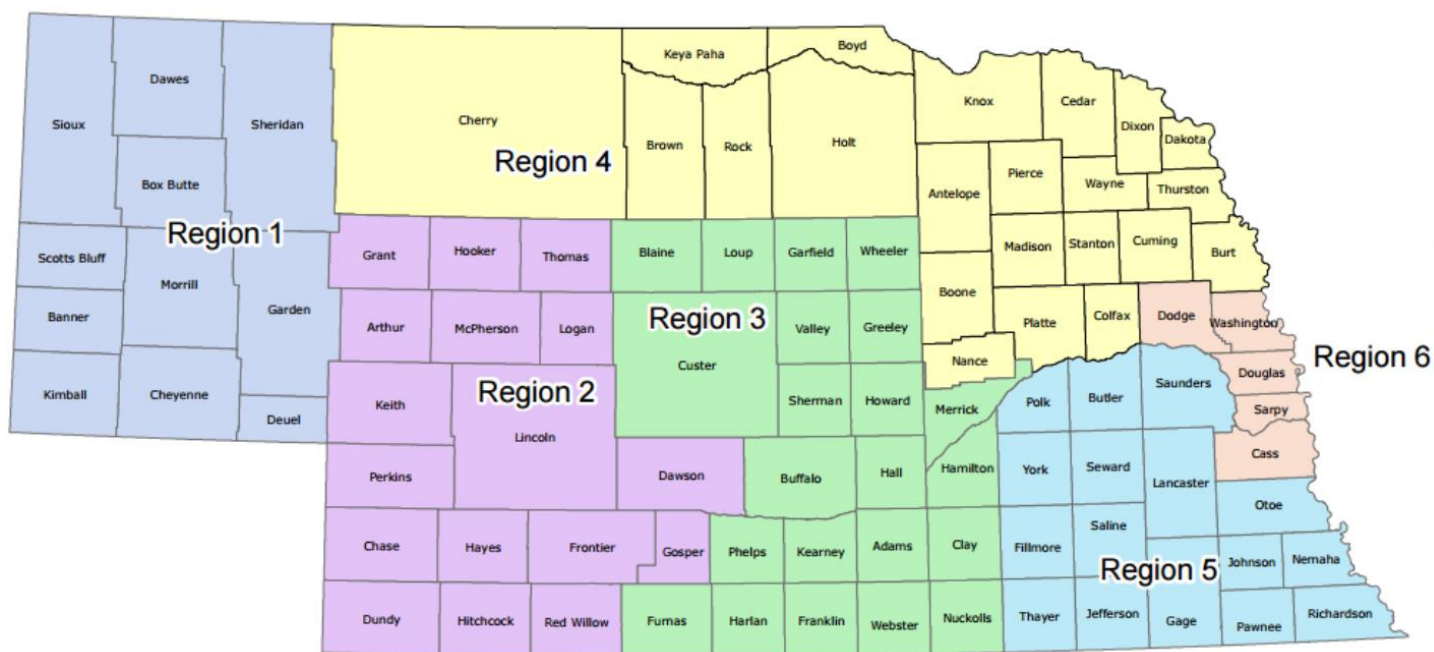 Boyd
Keya Paha
Dawes
Knox
Cedar
Sioux
Sheridan
Cherry
Dixon
Dakota
Brown
Rock
Holt
Region 4
Pierce
Box Butte
Wayne
Thurston
Antelope
Region 1
Madison
Stanton
Cuming
Burt
Scotts Bluff
Grant
Hooker
Thomas
Blaine
Loup
Garfield
Wheeler
Morrill
Boone
Garden
Banner
Arthur
McPherson
Logan
Region 3
Valley
Greeley
Platte
Colfax
Dodge
Washington
Custer
Nance
Region 6
Douglas
Kimball
Cheyenne
Keith
Region 2
Sherman
Howard
Merrick
Polk
Butler
Saunders
Sarpy
Deuel
Lincoln
Cass
Perkins
Dawson
Buffalo
Hall
Hamilton
York
Seward
Lancaster
Otoe
Chase
Hayes
Frontier
Gosper
Phelps
Kearney
Adams
Clay
Fillmore
Saline
Region 5
Johnson
Nemaha
Dundy
Hitchcock
Red Willow
Furnas
Harlan
Franklin
Webster
Nuckolls
Thayer
Jefferson
Gage
Pawnee
Richardson